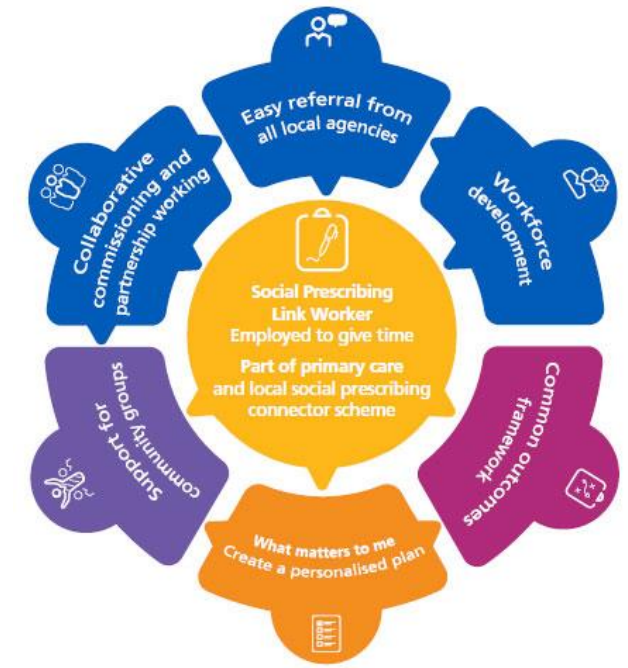 Easy referral from
all local agencies
Workforce
development
Common outcomes
framework
What matters to me
Create a personalised plan
Support for
community groups
Collaborative
commissioning and
partnership working
Social Prescribing
Link Worker
Employed to give time
Part of primary care
and local social prescribing
connector scheme